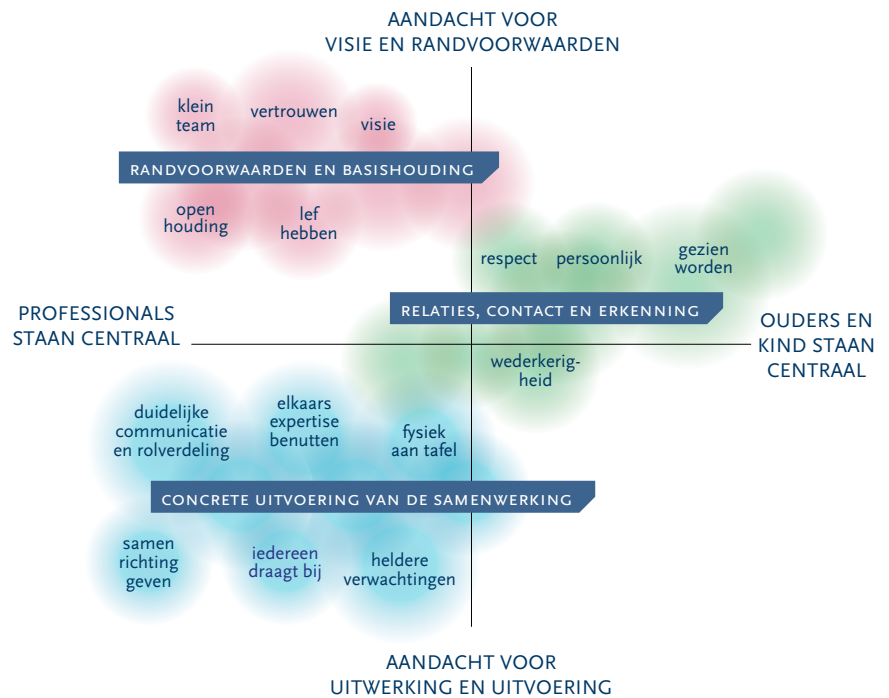 AANDACHT VOOR
VISIE EN RANDVOORWAARDEN
klein
team
vertrouwen
visie
RANDVOORWAARDEN EN BASISHOUDING
open
houding
lef
hebben
respect
persoonlijk
gezien
worden
RELATIES, CONTACT EN ERKENNING
PROFESSIONALS
STAAN CENTRAAL
OUDERS EN
KIND STAAN
CENTRAAL
wederkerig-
heid
duidelijke
communicatie
en rolverdeling
elkaars
expertise
benutten
fysiek
aan tafel
CONCRETE UITVOERING VAN DE SAMENWERKING
samen
richting
geven
iedereen
draagt bij
heldere
verwachtingen
AANDACHT VOOR
UITWERKING EN UITVOERING